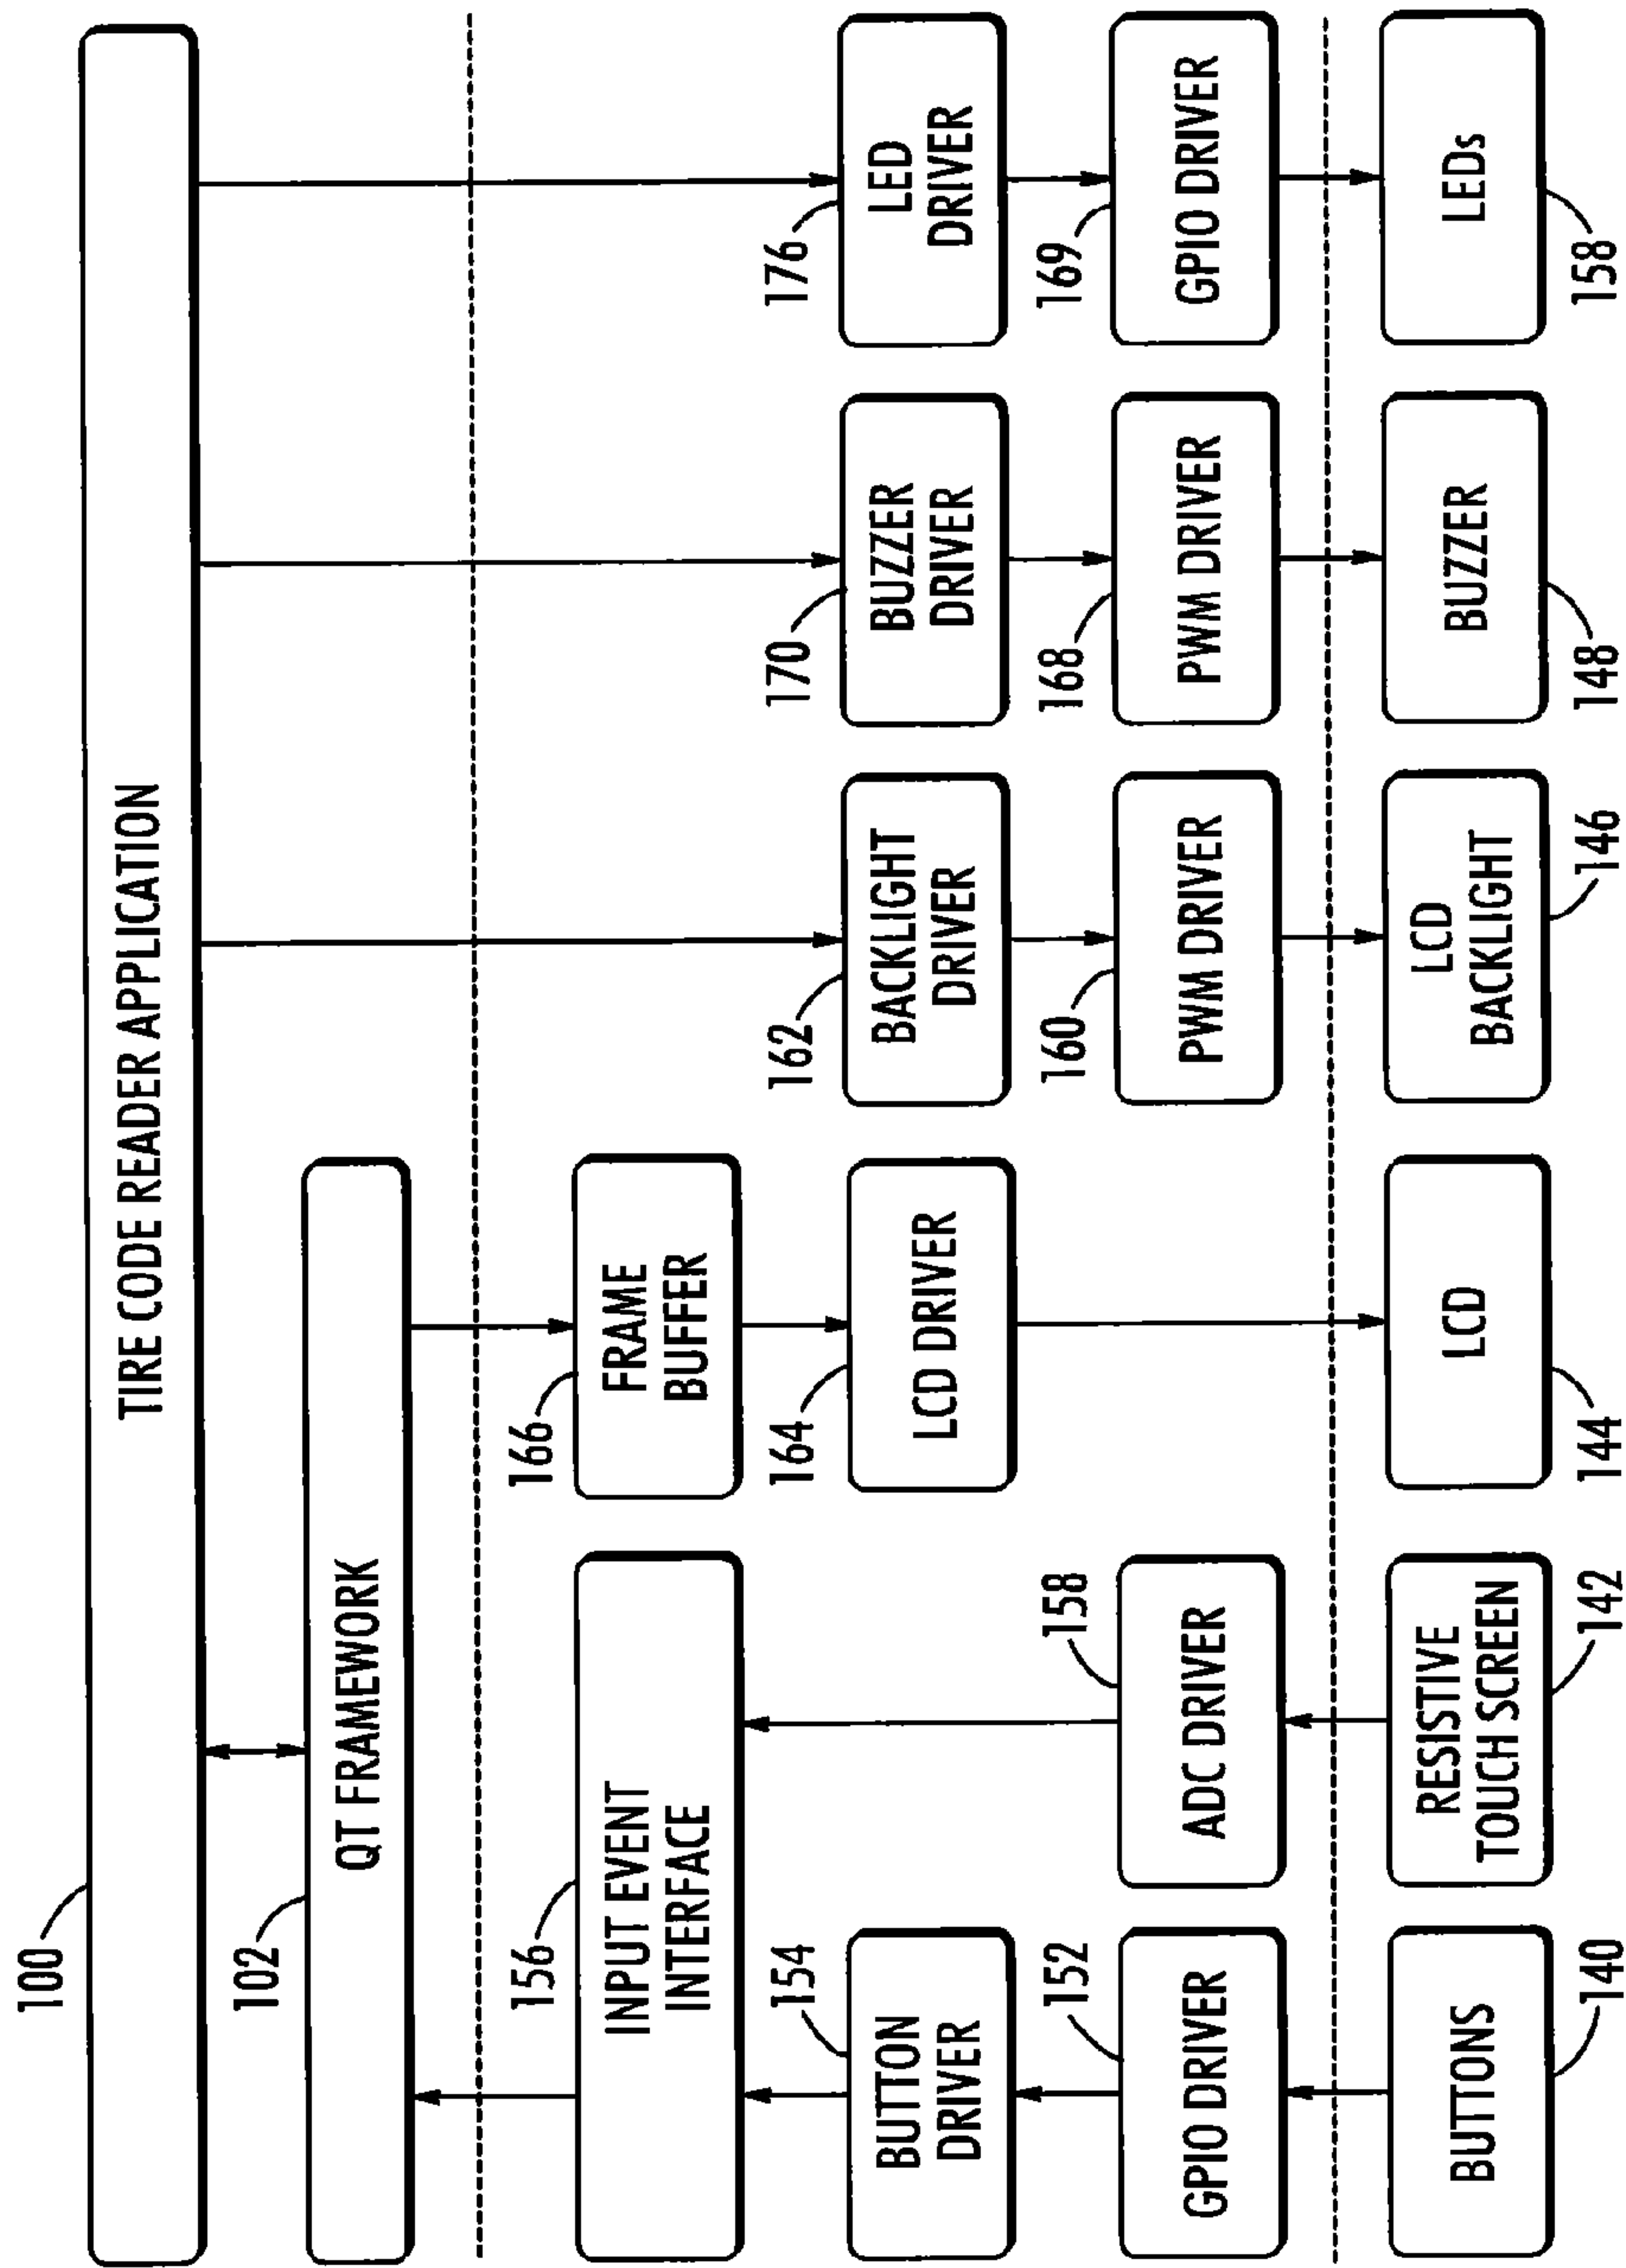 100
TIRE CODE READER APPLICATION
102
QT FRAMEWORK
156
INPUT EVENT
INTERFACE
166
FRAME
BUFFER
154
BUTTON
DRIVER
164
LCD DRIVER
162
BACKLIGHT
DRIVER
170
BUZZER
DRIVER
176
LED
DRIVER
152
GPIO DRIVER
158
ADC DRIVER
160
PWM DRIVER
168
PWM DRIVER
169
GPIO DRIVER
BUTTONS
140
RESISTIVE
TOUCH SCREEN
142
LCD
144
LCD
BACKLIGHT
146
BUZZER
148
LEDs
158